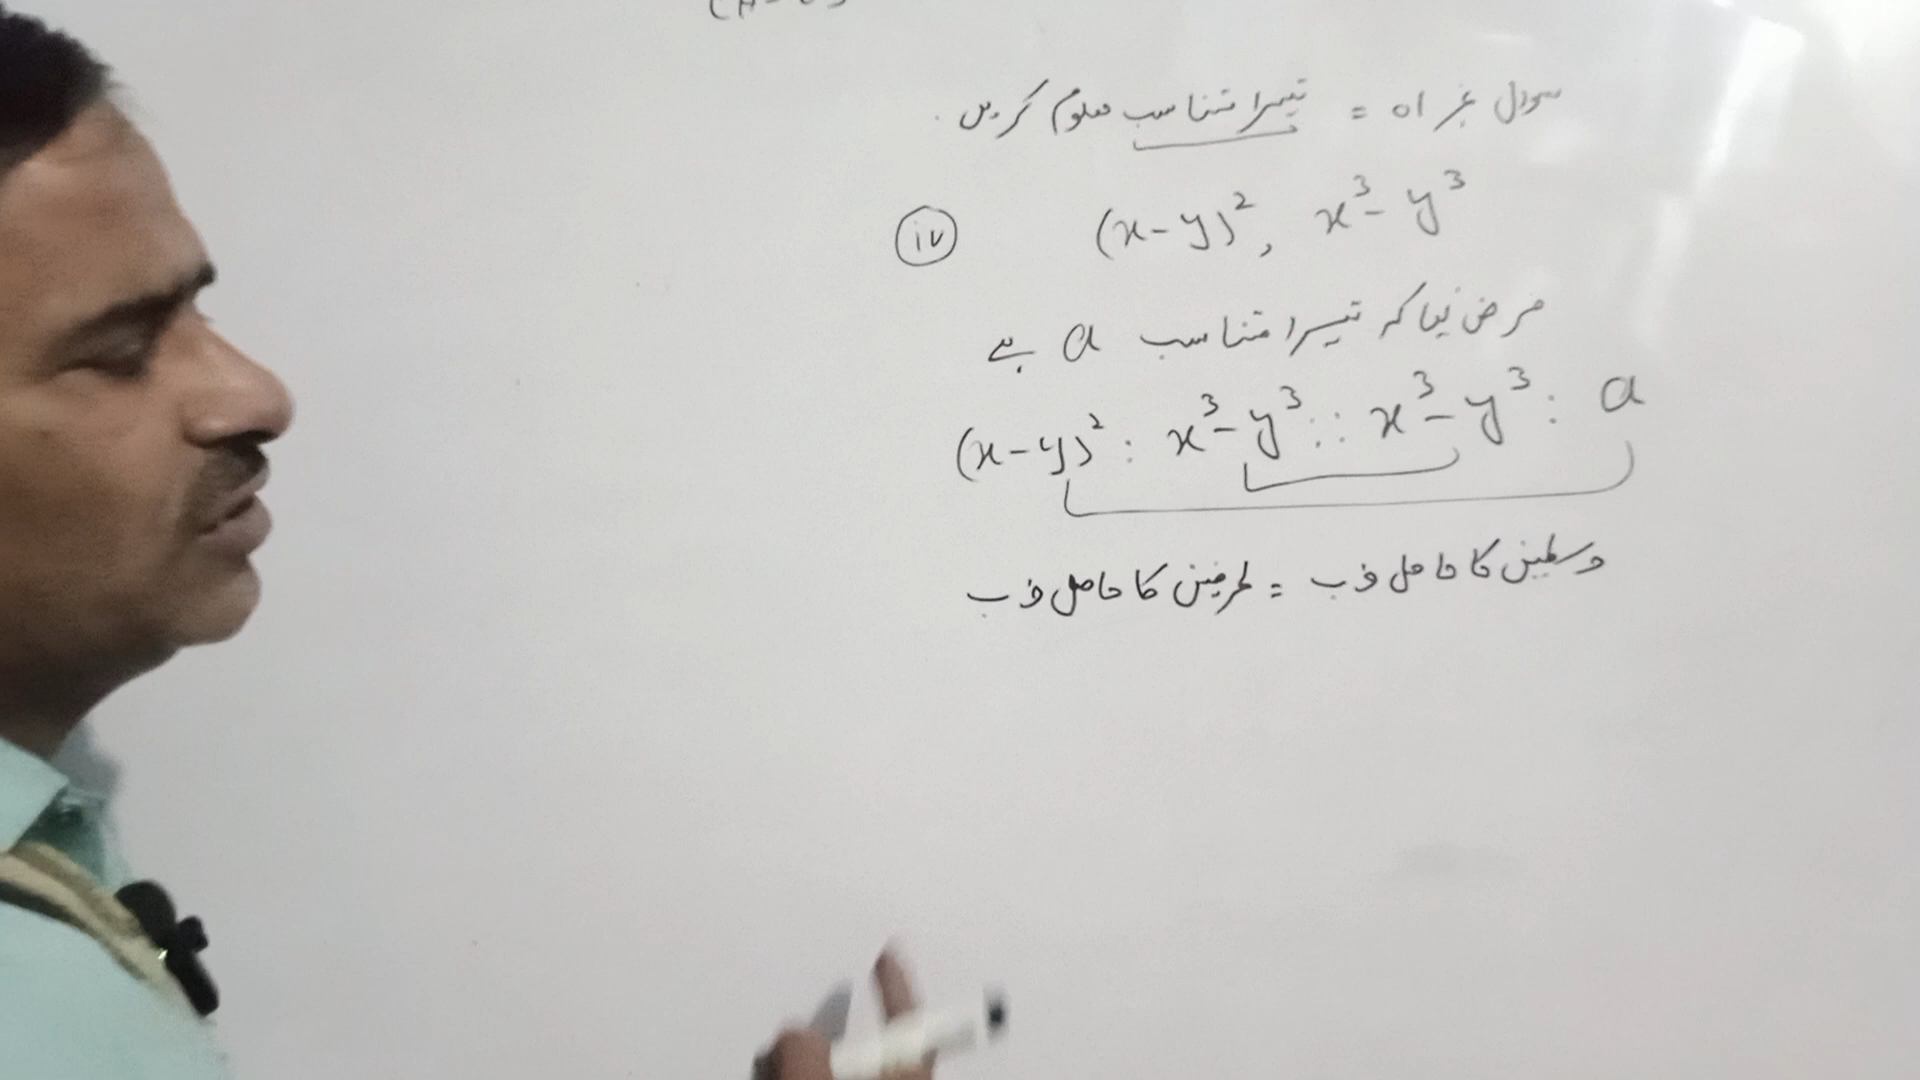 سوال نمبر ۱ = تیسرا متناسب معلوم کریں
(iv) (x-y)², x³-y³
فرض کیا کہ تیسرا متناسب a ہے
(x-y)² : x³-y³ :: x³-y³ : a
وسطین کا حاصل ضرب = طرفین کا حاصل ضرب